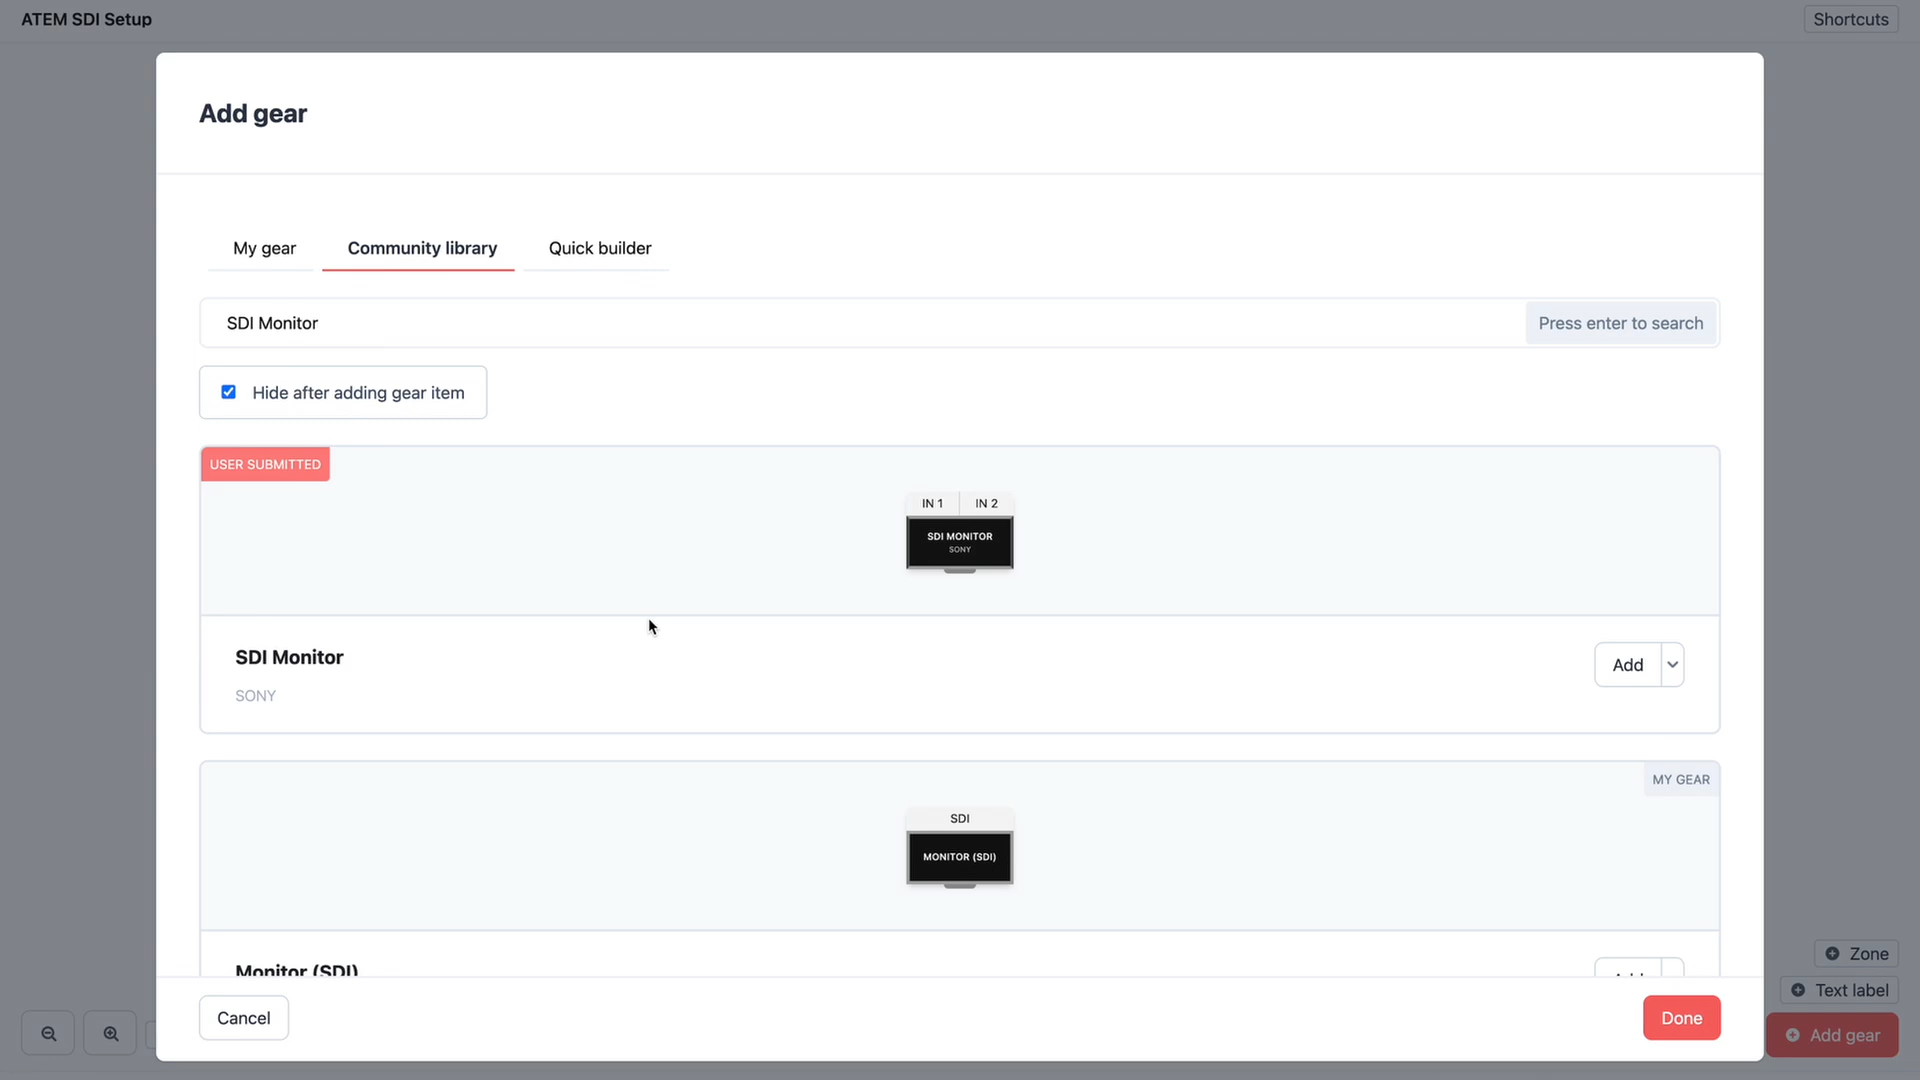 ATEM SDI Setup
Shortcuts
Add gear
My gear
Community library
Quick builder
SDI Monitor
Press enter to search
Hide after adding gear item
USER SUBMITTED
IN 1
IN 2
SDI MONITOR
SONY
SDI Monitor
SONY
Add
MY GEAR
SDI
MONITOR (SDI)
Monitor (SDI)
Add
Cancel
Done
Zone
Text label
Add gear